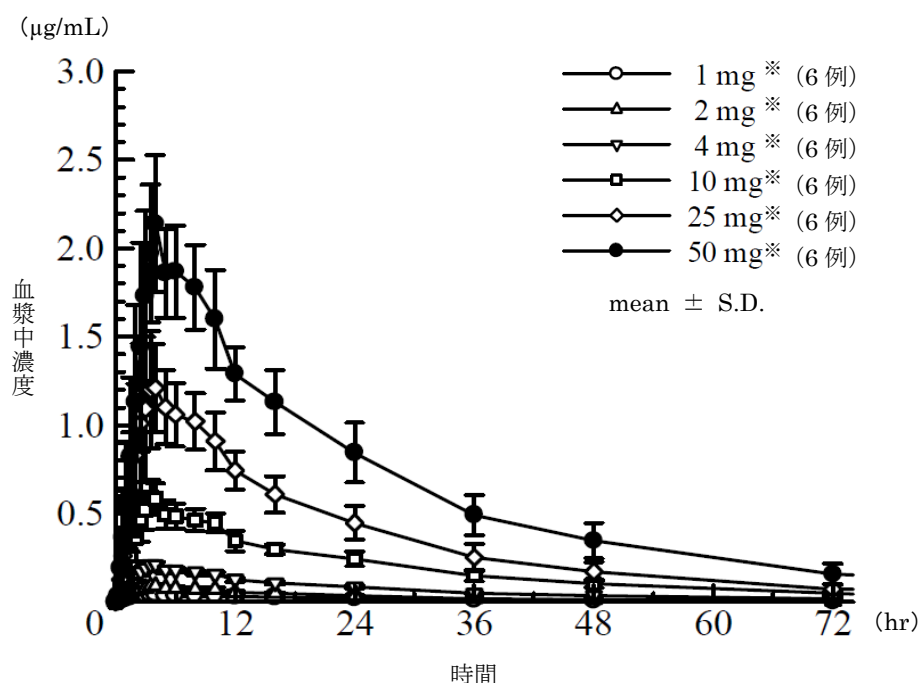 (μg/mL)
3.0
2.5
2.0
1.5
1.0
0.5
0
12
24
36
48
60
72
(hr)
血漿中濃度
時間
1 mg※ (6 例)
2 mg※ (6 例)
4 mg※ (6 例)
10 mg※ (6 例)
25 mg※ (6 例)
50 mg※ (6 例)
mean ± S.D.